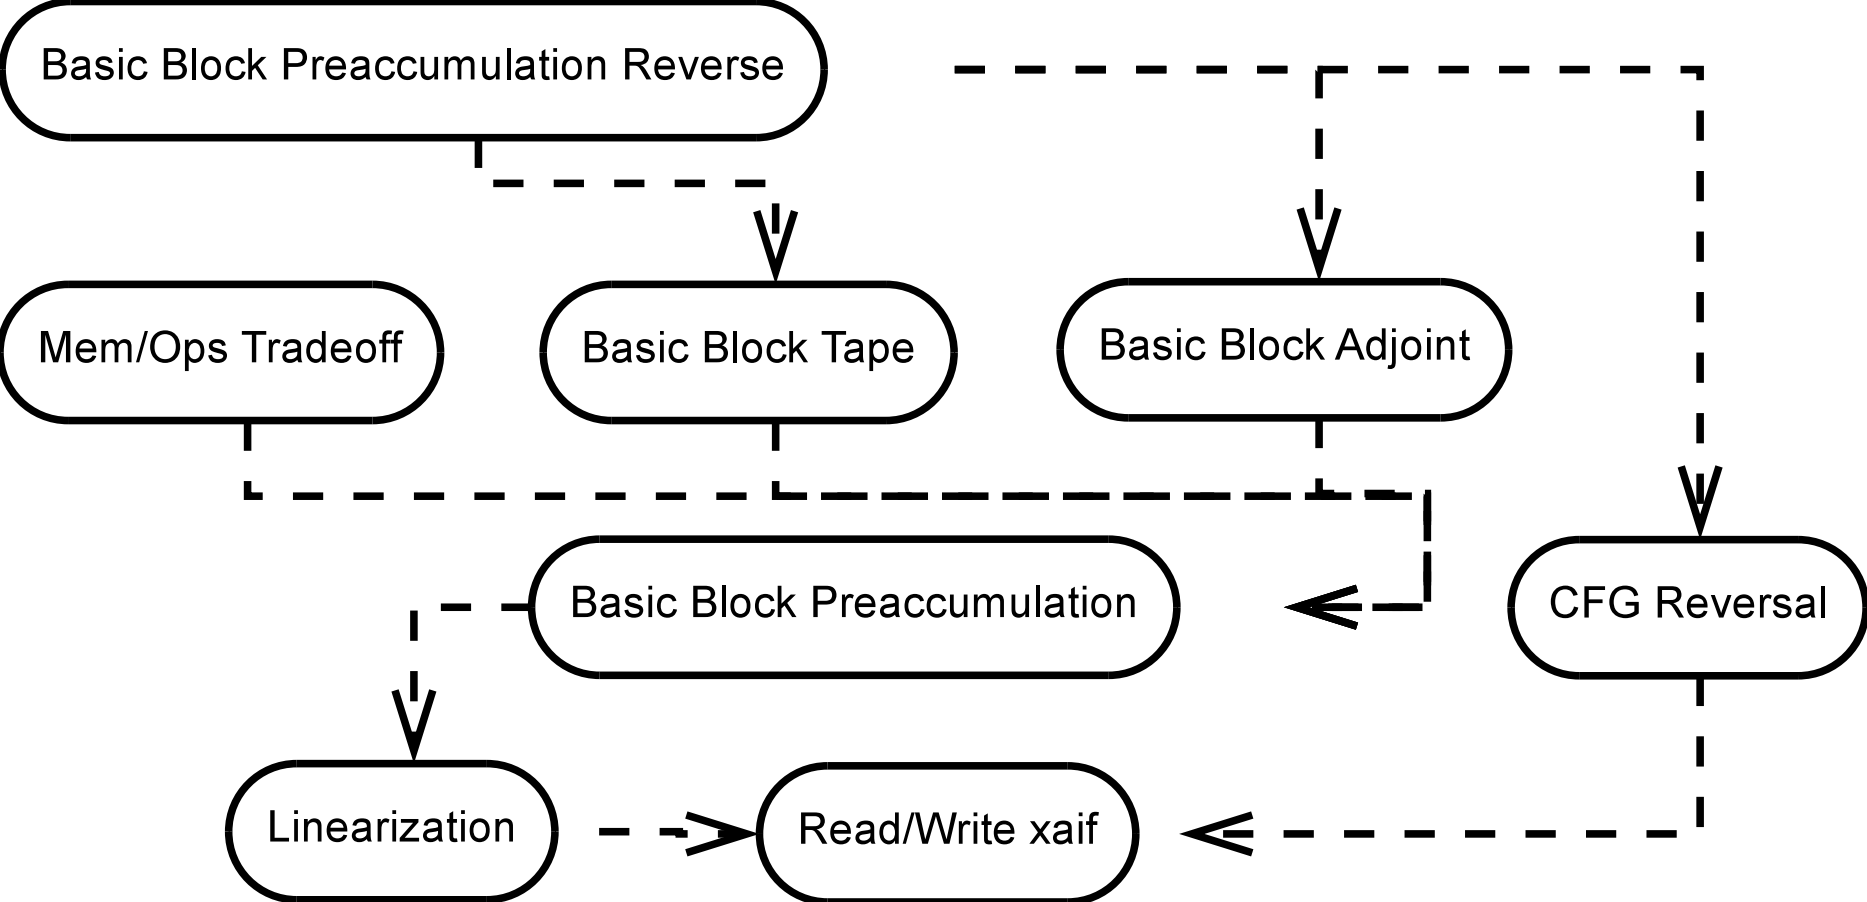 Basic Block Preaccumulation Reverse
Mem/Ops Tradeoff
Basic Block Tape
Basic Block Adjoint
Basic Block Preaccumulation
CFG Reversal
Linearization
Read/Write xaif